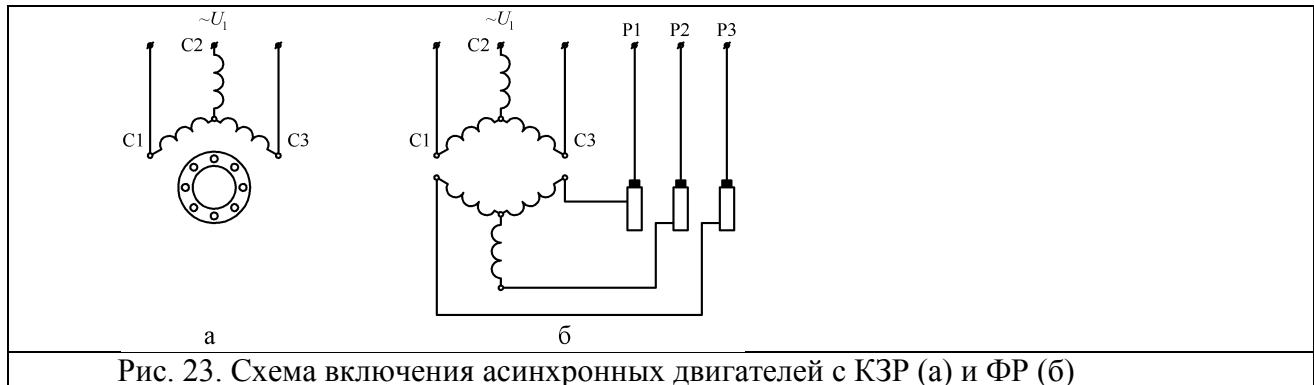 ~U₁ ~U₁ P1 P2 P3
C2 C2
C1 C3 C1 C3
а б
Рис. 23. Схема включения асинхронных двигателей с КЗР (а) и ФР (б)